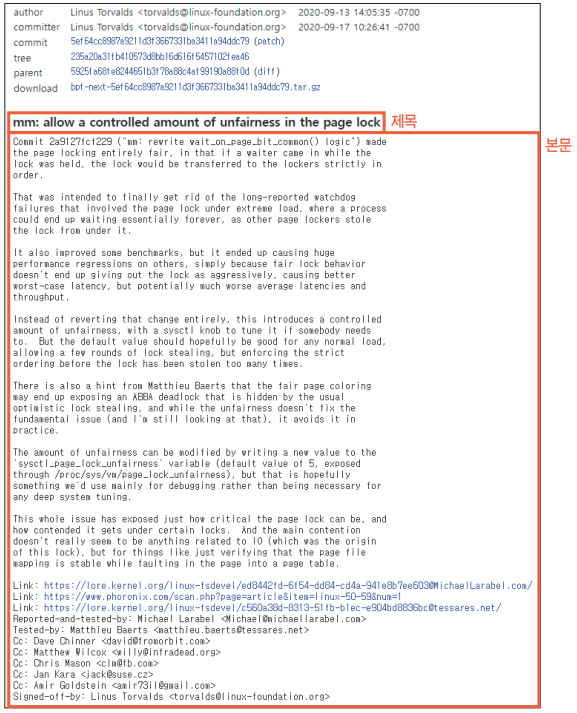 author Linus Torvalds <torvalds@linux-foundation.org> 2020-09-13 14:05:35 -0700
committer Linus Torvalds <torvalds@linux-foundation.org> 2020-09-17 10:26:41 -0700
commit 5ef64cc8987a9211d3f3667331ba3411a94ddc79 (patch)
tree 235a20a31fb410573d8bb16d616f5457102fea46
parent 5925fa68fe8244651b3f78a88c4af99190a88f0d (diff)
download bpf-next-5ef64cc8987a9211d3f3667331ba3411a94ddc79.tar.gz
mm: allow a controlled amount of unfairness in the page lock 제목
본문
Commit 2a9127fcf229 ("mm: rewrite wait_on_page_bit_common() logic") made
the page locking entirely fair, in that if a waiter came in while the
lock was held, the lock would be transferred to the lockers strictly in
order.
That was intended to finally get rid of the long-reported watchdog
failures that involved the page lock under extreme load, where a process
could end up waiting essentially forever, as other page lockers stole
the lock from under it.
It also improved some benchmarks, but it ended up causing huge
performance regressions on others, simply because fair lock behavior
doesn't end up giving out the lock as aggressively, causing better
worst-case latency, but potentially much worse average latencies and
throughput.
Instead of reverting that change entirely, this introduces a controlled
amount of unfairness, with a sysctl knob to tune it if somebody needs
to.  But the default value should hopefully be good for any normal load,
allowing a few rounds of lock stealing, but enforcing the strict
ordering before the lock has been stolen too many times.
There is also a hint from Matthieu Baerts that the fair page coloring
may end up exposing an ABBA deadlock that is hidden by the usual
optimistic lock stealing, and while the unfairness doesn't fix the
fundamental issue (and I'm still looking at that), it avoids it in
practice.
The amount of unfairness can be modified by writing a new value to the
'sysctl_page_lock_unfairness' variable (default value of 5, exposed
through /proc/sys/vm/page_lock_unfairness), but that is hopefully
something we'd use mainly for debugging rather than being necessary for
any deep system tuning.
This whole issue has exposed just how critical the page lock can be, and
how contended it gets under certain locks.  And the main contention
doesn't really seem to be anything related to IO (which was the origin
of this lock), but for things like just verifying that the page file
mapping is stable while faulting in the page into a page table.
Link: https://lore.kernel.org/linux-fsdevel/ed8442fd-6f54-dd84-cd4a-941e8b7ee603@MichaelLarabel.com/
Link: https://www.phoronix.com/scan.php?page=article&item=linux-50-59&num=1
Link: https://lore.kernel.org/linux-fsdevel/c560a38d-8313-51fb-b1ec-e904bd8836bc@tessares.net/
Reported-and-tested-by: Michael Larabel <Michael@michaellarabel.com>
Tested-by: Matthieu Baerts <matthieu.baerts@tessares.net>
Cc: Dave Chinner <david@fromorbit.com>
Cc: Matthew Wilcox <willy@infradead.org>
Cc: Chris Mason <clm@fb.com>
Cc: Jan Kara <jack@suse.cz>
Cc: Amir Goldstein <amir73il@gmail.com>
Signed-off-by: Linus Torvalds <torvalds@linux-foundation.org>